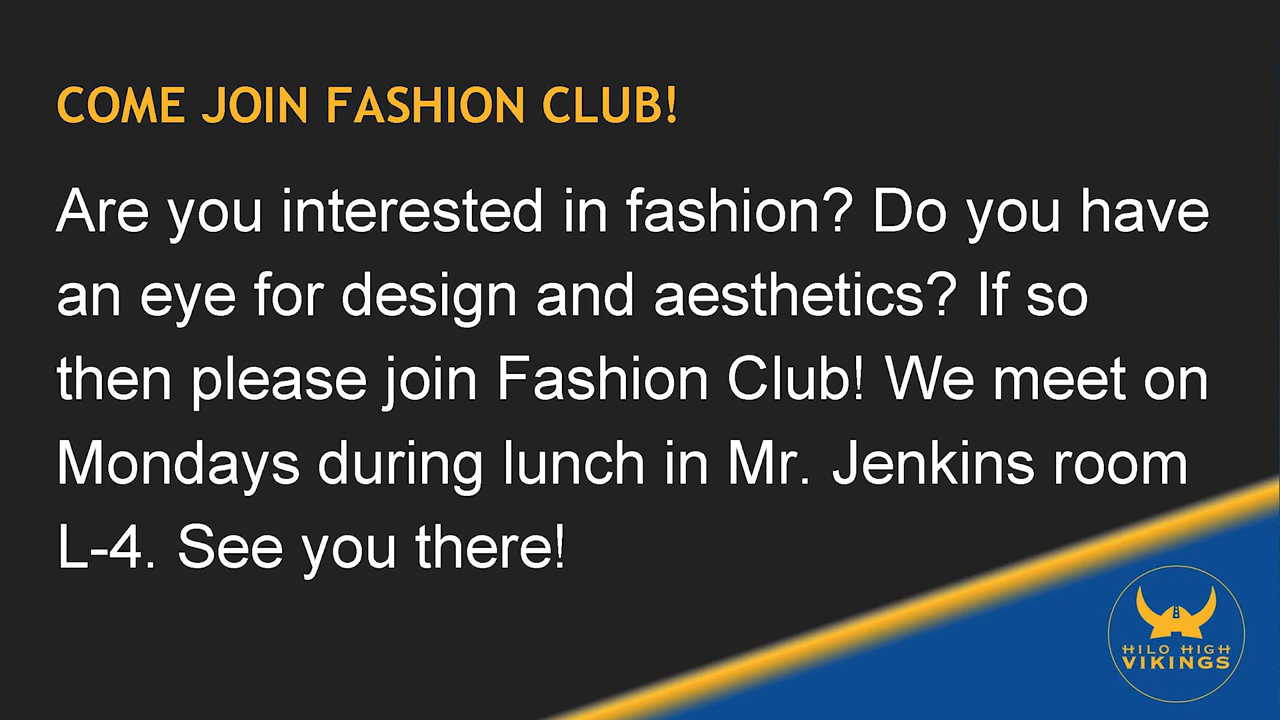 COME JOIN FASHION CLUB!
Are you interested in fashion? Do you have
an eye for design and aesthetics? If so
then please join Fashion Club! We meet on
Mondays during lunch in Mr. Jenkins room
L-4. See you there!
HILO HIGH
VIKINGS